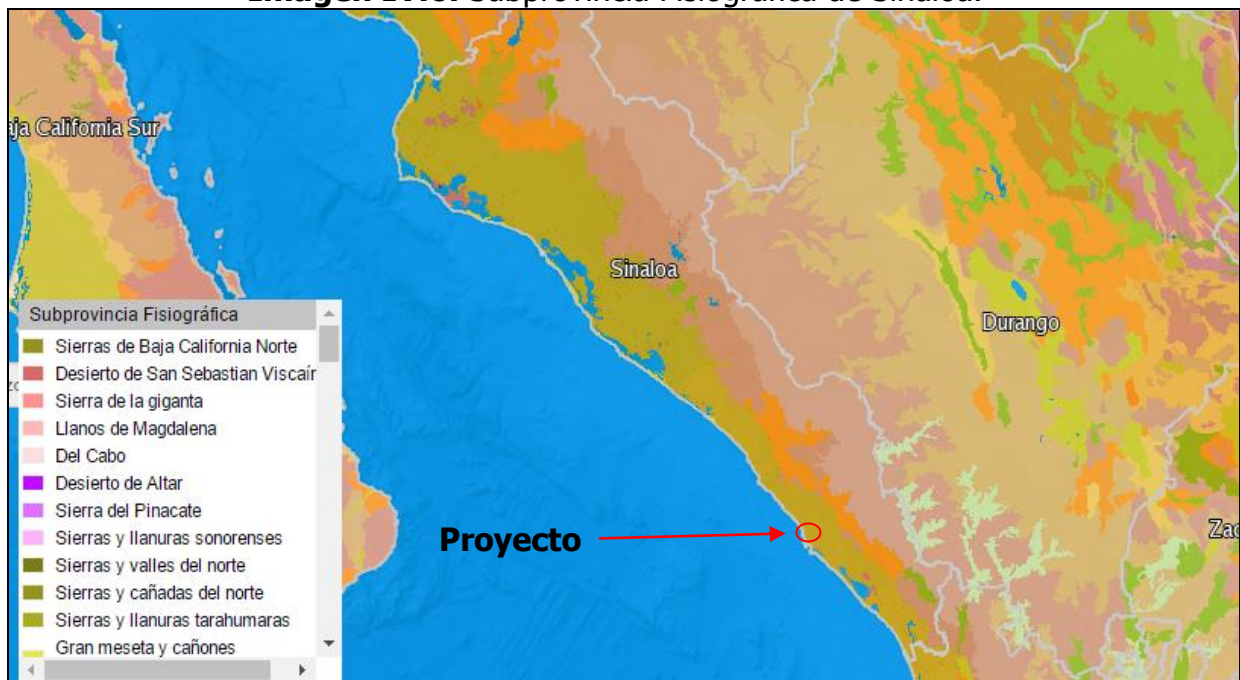 Subprovincia Fisiográfica de Sinaloa.
Baja California Sur
Sinaloa
Durango
Subprovincia Fisiográfica
Sierras de Baja California Norte
Desierto de San Sebastian Viscaír
Sierra de la giganta
Llanos de Magdalena
Del Cabo
Desierto de Altar
Sierra del Pinacate
Sierras y llanuras sonorenses
Sierras y valles del norte
Sierras y cañadas del norte
Sierras y llanuras tarahumaras
Gran meseta y cañones
Proyecto
Zac